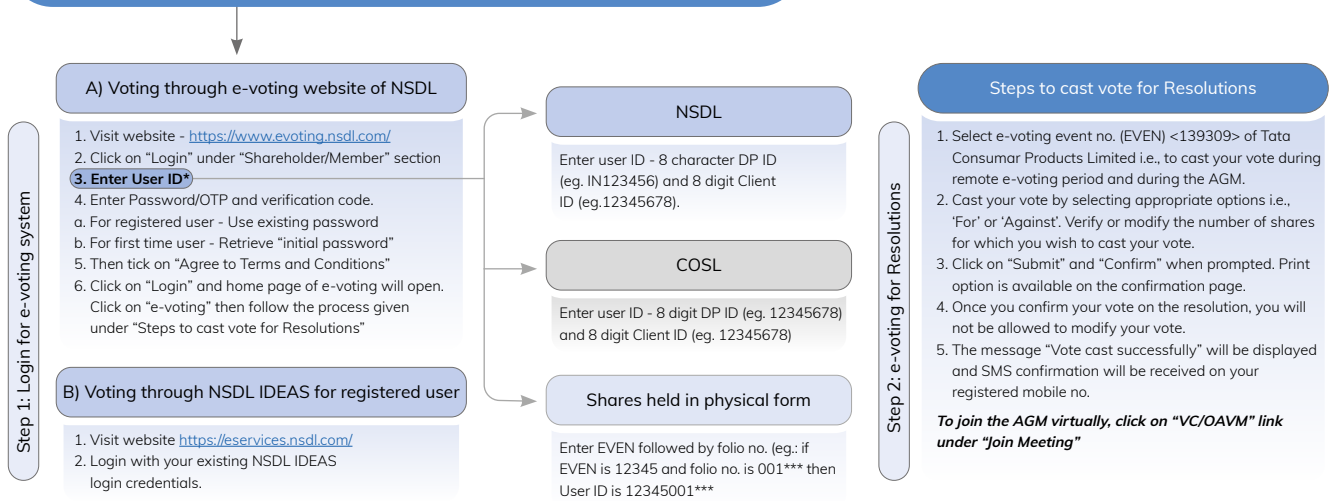 Step 1: Login for e-voting system
A) Voting through e-voting website of NSDL
1. Visit website - https://www.evoting.nsdl.com/
2. Click on “Login” under “Shareholder/Member” section
3. Enter User ID*
4. Enter Password/OTP and verification code.
a. For registered user - Use existing password
b. For first time user - Retrieve “initial password”
5. Then tick on “Agree to Terms and Conditions”
6. Click on “Login” and home page of e-voting will open.
Click on “e-voting” then follow the process given
under “Steps to cast vote for Resolutions”
B) Voting through NSDL IDEAS for registered user
1. Visit website https://eservices.nsdl.com/
2. Login with your existing NSDL IDEAS
login credentials.
NSDL
Enter user ID - 8 character DP ID
(eg. IN123456) and 8 digit Client
ID (eg.12345678).
COSL
Enter user ID - 8 digit DP ID (eg. 12345678)
and 8 digit Client ID (eg. 12345678)
Shares held in physical form
Enter EVEN followed by folio no. (eg.: if
EVEN is 12345 and folio no. is 001*** then
User ID is 12345001***
Step 2: e-voting for Resolutions
Steps to cast vote for Resolutions
1. Select e-voting event no. (EVEN) <139309> of Tata
Consumar Products Limited i.e., to cast your vote during
remote e-voting period and during the AGM.
2. Cast your vote by selecting appropriate options i.e.,
‘For’ or ‘Against’. Verify or modify the number of shares
for which you wish to cast your vote.
3. Click on “Submit” and “Confirm” when prompted. Print
option is available on the confirmation page.
4. Once you confirm your vote on the resolution, you will
not be allowed to modify your vote.
5. The message “Vote cast successfully” will be displayed
and SMS confirmation will be received on your
registered mobile no.
To join the AGM virtually, click on “VC/OAVM” link
under “Join Meeting”